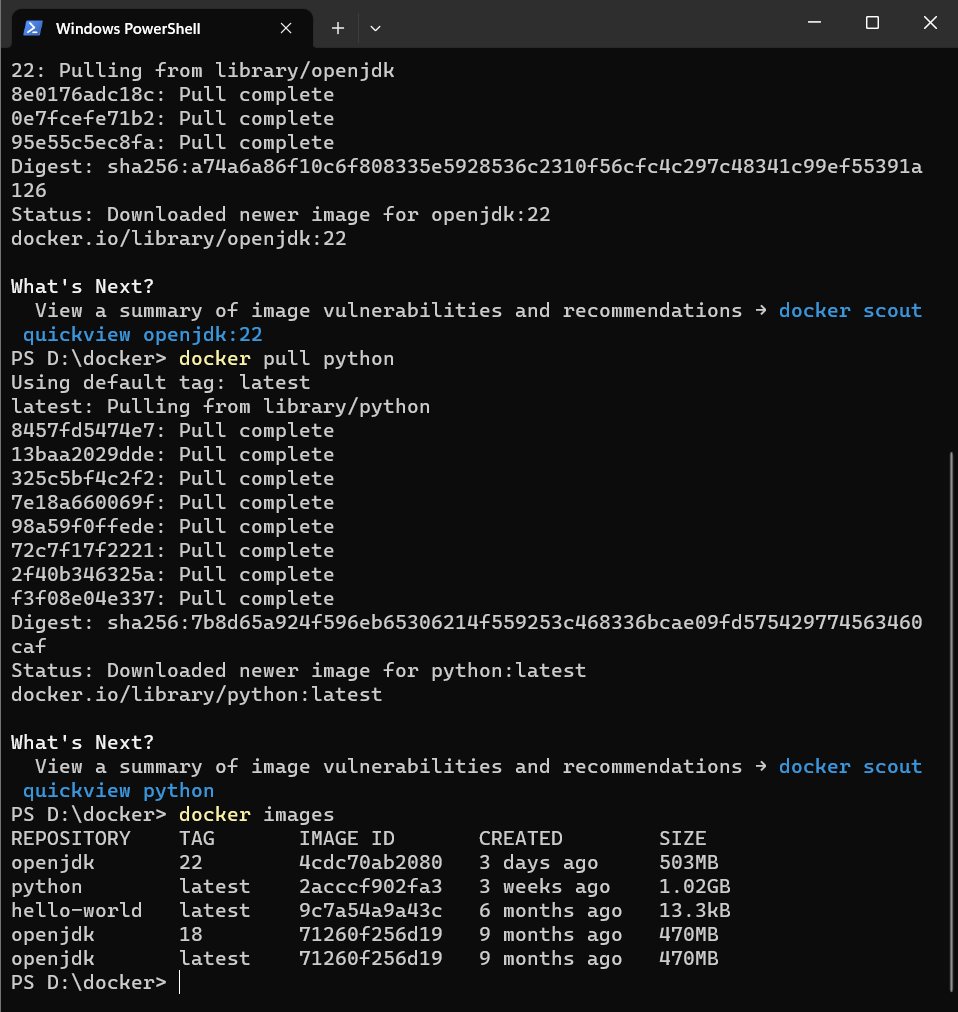 Windows PowerShell
22: Pulling from library/openjdk
8e0176adc18c: Pull complete
0e7fcefe71b2: Pull complete
95e55c5ec8fa: Pull complete
Digest: sha256:a74a6a86f10c6f808335e5928536c2310f56cfc4c297c48341c99ef55391a
126
Status: Downloaded newer image for openjdk:22
docker.io/library/openjdk:22
What's Next?
  View a summary of image vulnerabilities and recommendations → docker scout
 quickview openjdk:22
PS D:\docker> docker pull python
Using default tag: latest
latest: Pulling from library/python
8457fd5474e7: Pull complete
13baa2029dde: Pull complete
325c5bf4c2f2: Pull complete
7e18a660069f: Pull complete
98a59f0ffede: Pull complete
72c7f17f2221: Pull complete
2f40b346325a: Pull complete
f3f08e04e337: Pull complete
Digest: sha256:7b8d65a924f596eb65306214f559253c468336bcae09fd575429774563460
caf
Status: Downloaded newer image for python:latest
docker.io/library/python:latest
What's Next?
  View a summary of image vulnerabilities and recommendations → docker scout
 quickview python
PS D:\docker> docker images
REPOSITORY    TAG       IMAGE ID       CREATED        SIZE
openjdk       22        4cdc70ab2080   3 days ago     503MB
python        latest    2acccf902fa3   3 weeks ago    1.02GB
hello-world   latest    9c7a54a9a43c   6 months ago   13.3kB
openjdk       18        71260f256d19   9 months ago   470MB
openjdk       latest    71260f256d19   9 months ago   470MB
PS D:\docker>